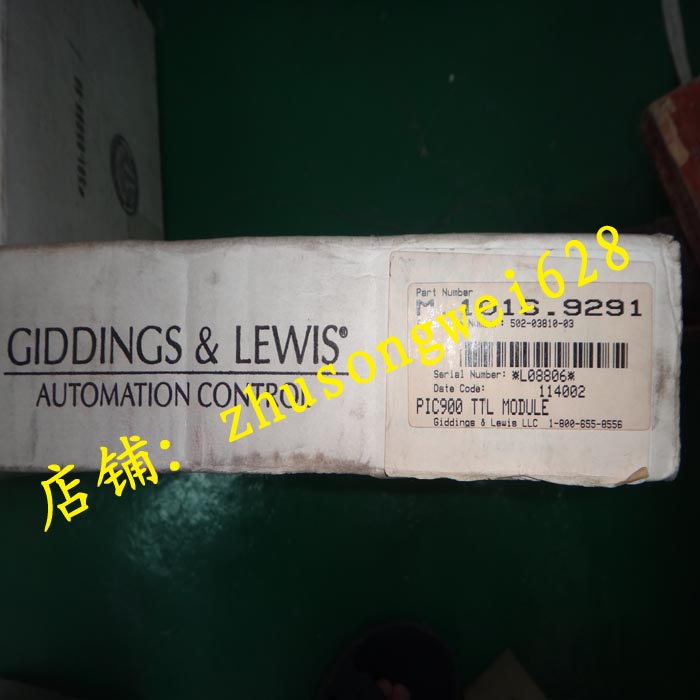 GIDDINGS & LEWIS®
AUTOMATION CONTROL
Part Number
M.1016.9291
Number: 502-03810-03
Serial Number: *L08806*
Date Code: 114002
PIC900 TTL MODULE
Giddings & Lewis LLC 1-800-655-8556
店铺: zhusongwei628